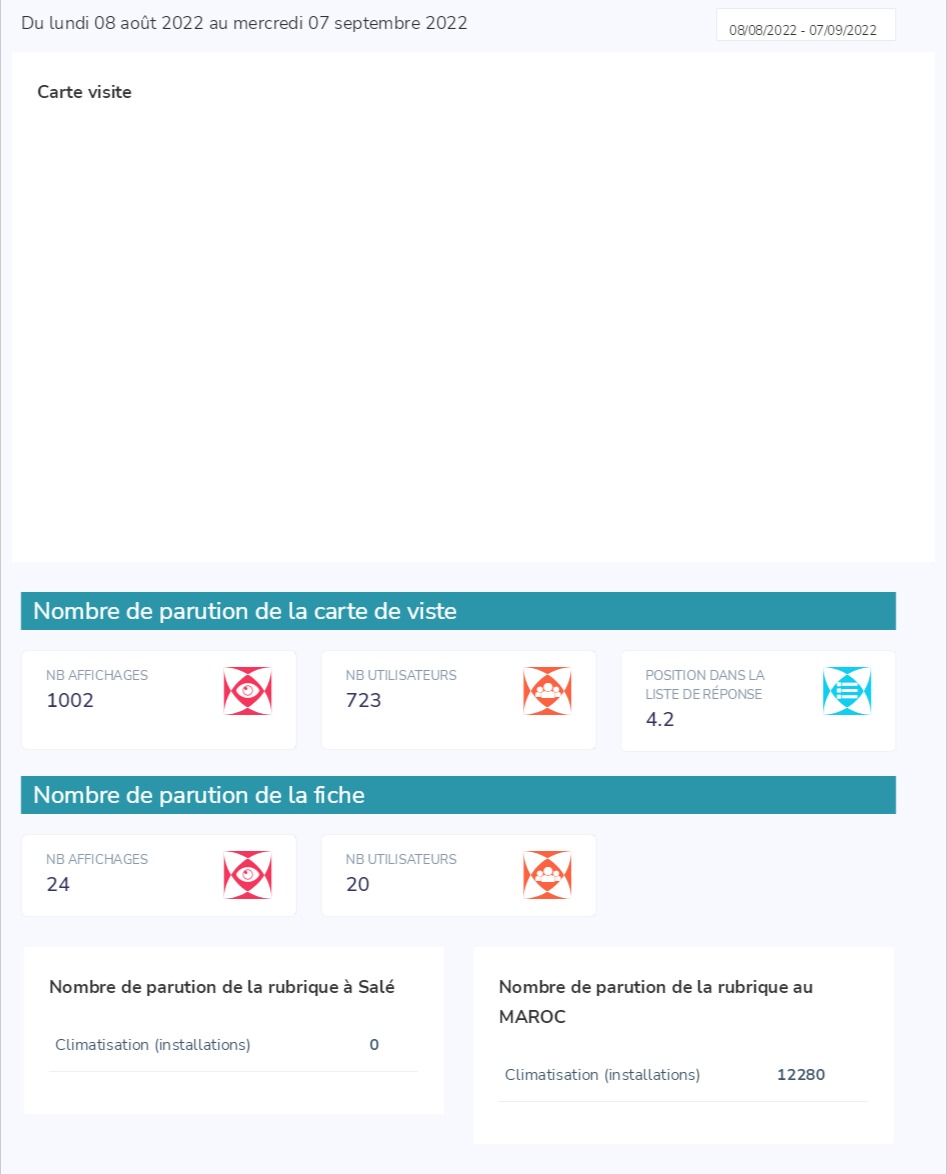 Du lundi 08 août 2022 au mercredi 07 septembre 2022
08/08/2022 - 07/09/2022
Carte visite
Nombre de parution de la carte de viste
NB AFFICHAGES
1002
NB UTILISATEURS
723
POSITION DANS LA
LISTE DE RÉPONSE
4.2
Nombre de parution de la fiche
NB AFFICHAGES
24
NB UTILISATEURS
20
Nombre de parution de la rubrique à Salé
Climatisation (installations) 0
Nombre de parution de la rubrique au
MAROC
Climatisation (installations) 12280